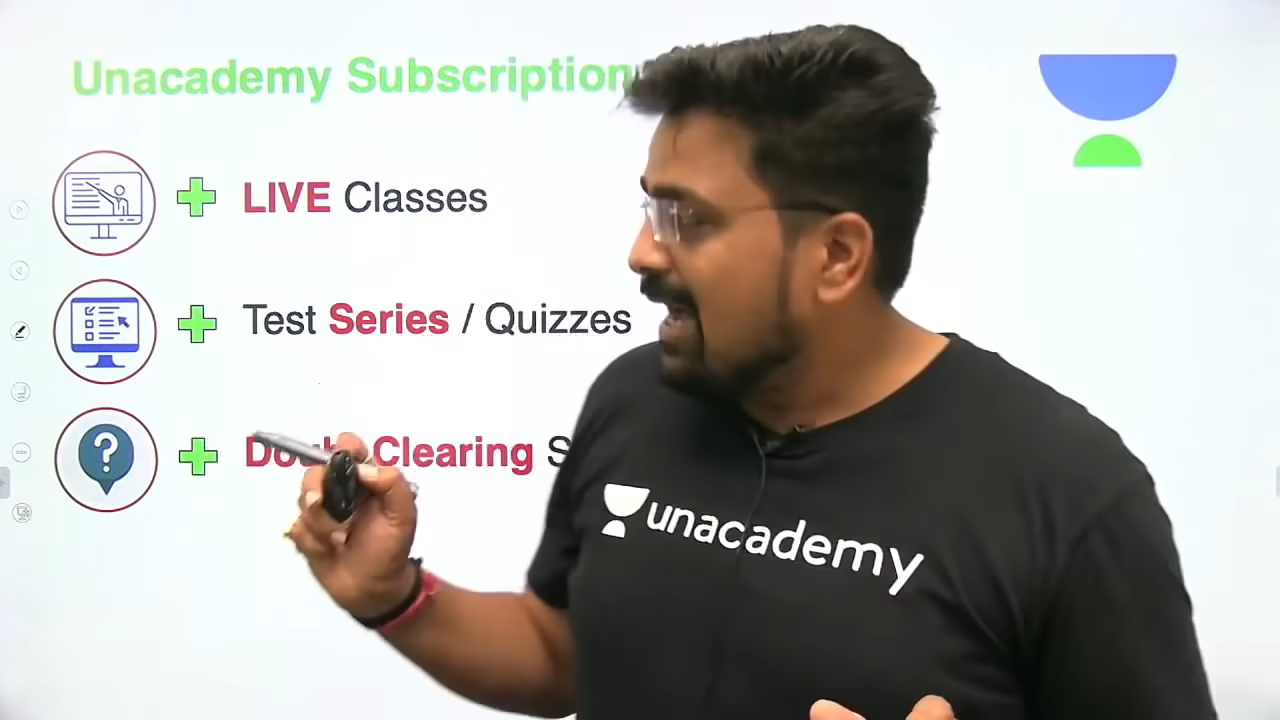 Unacademy Subscription
LIVE Classes
Test Series / Quizzes
Clearing
unacademy